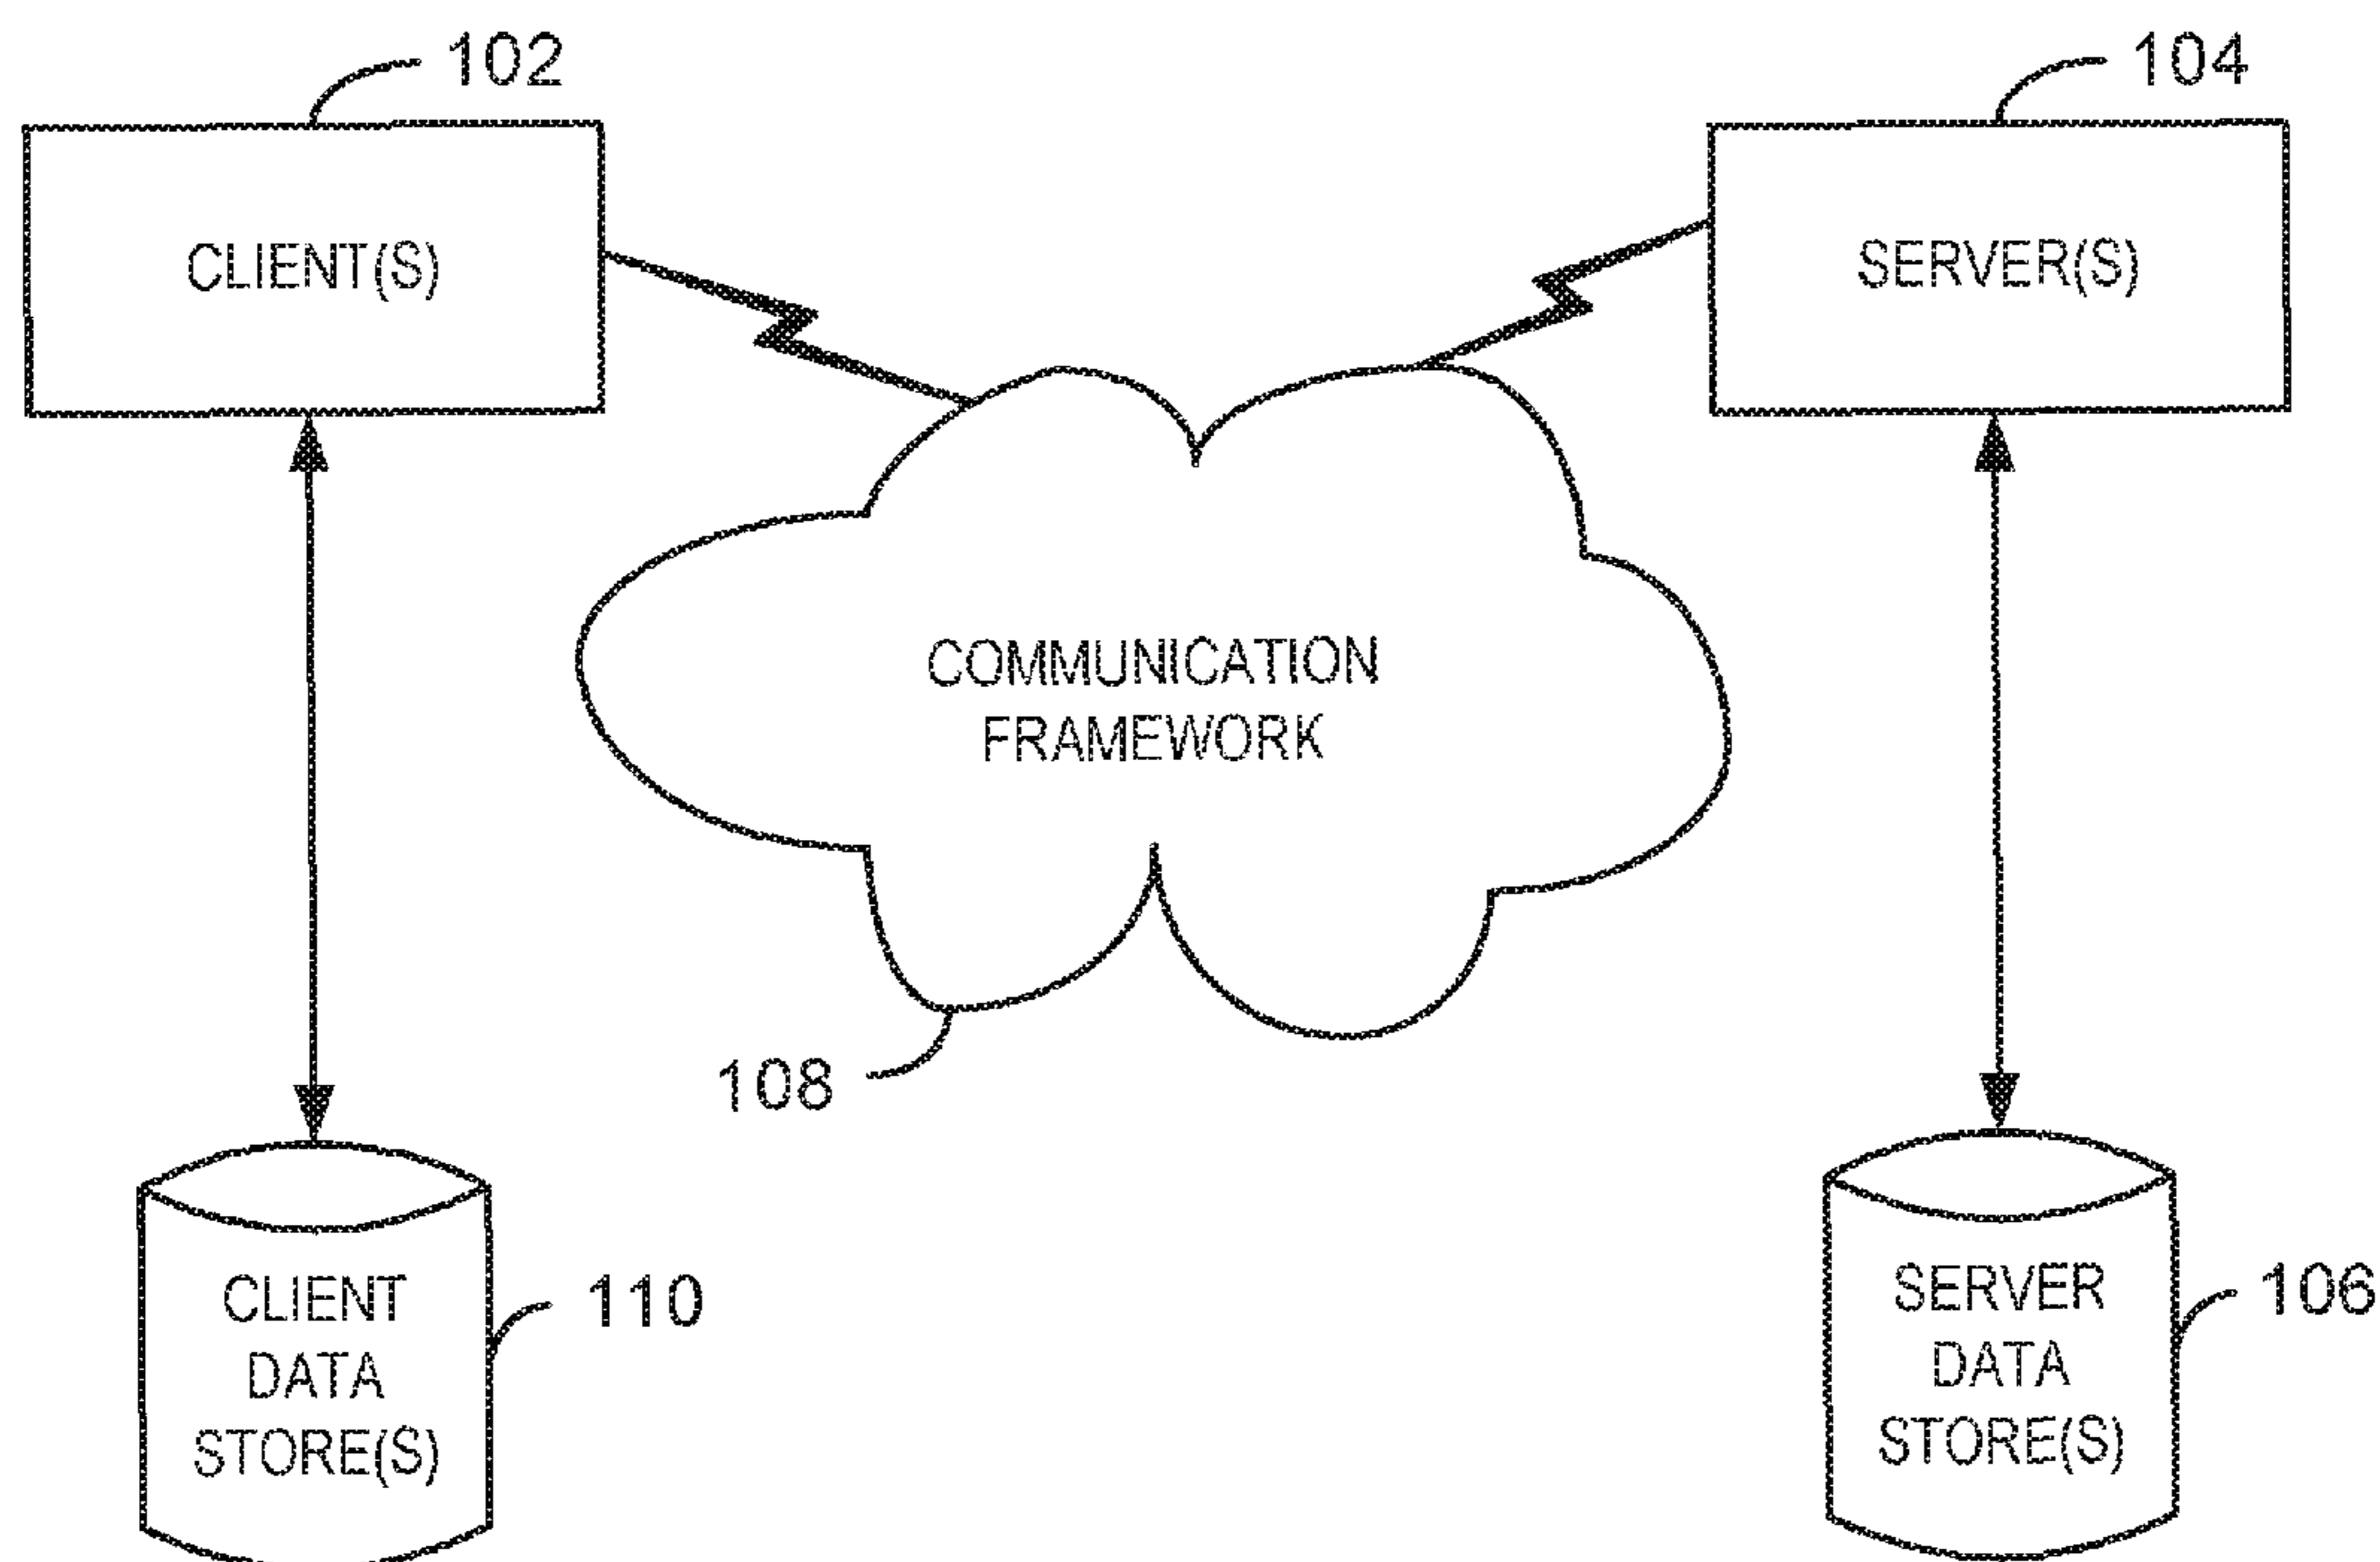 102
104
CLIENT(S)
SERVER(S)
COMMUNICATION
FRAMEWORK
108
CLIENT
DATA
STORE(S)
110
SERVER
DATA
STORE(S)
106